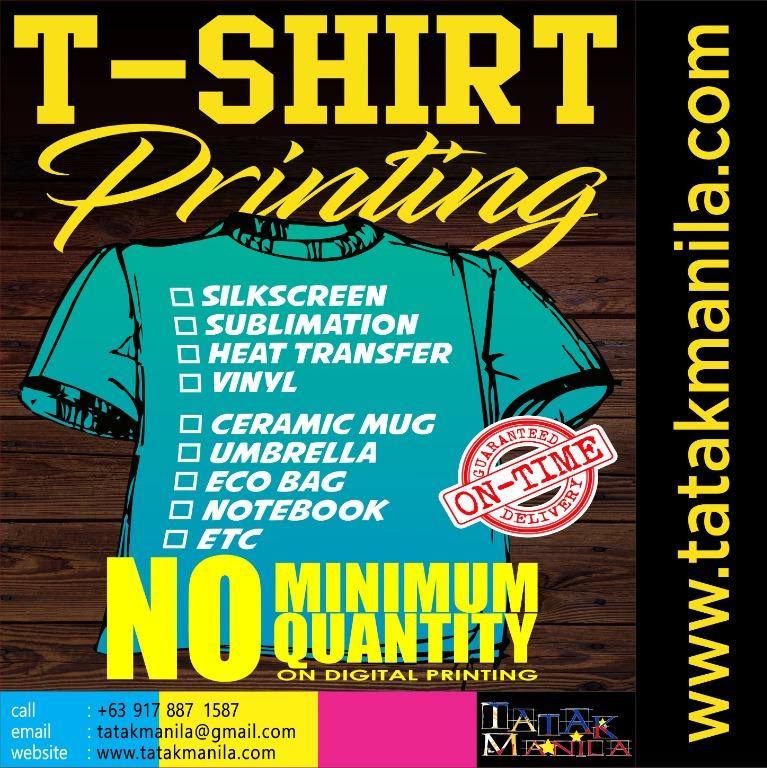 T-SHIRT
Printing
SILKSCREEN
SUBLIMATION
HEAT TRANSFER
VINYL
CERAMIC MUG
UMBRELLA
ECO BAG
NOTEBOOK
ETC
GUARANTEED
ON-TIME
DELIVERY
NO MINIMUM
QUANTITY
ON DIGITAL PRINTING
call : +63 917 887 1587
email : tatakmanila@gmail.com
website : www.tatakmanila.com
TATAK
MANILA
www.tatakmanila.com